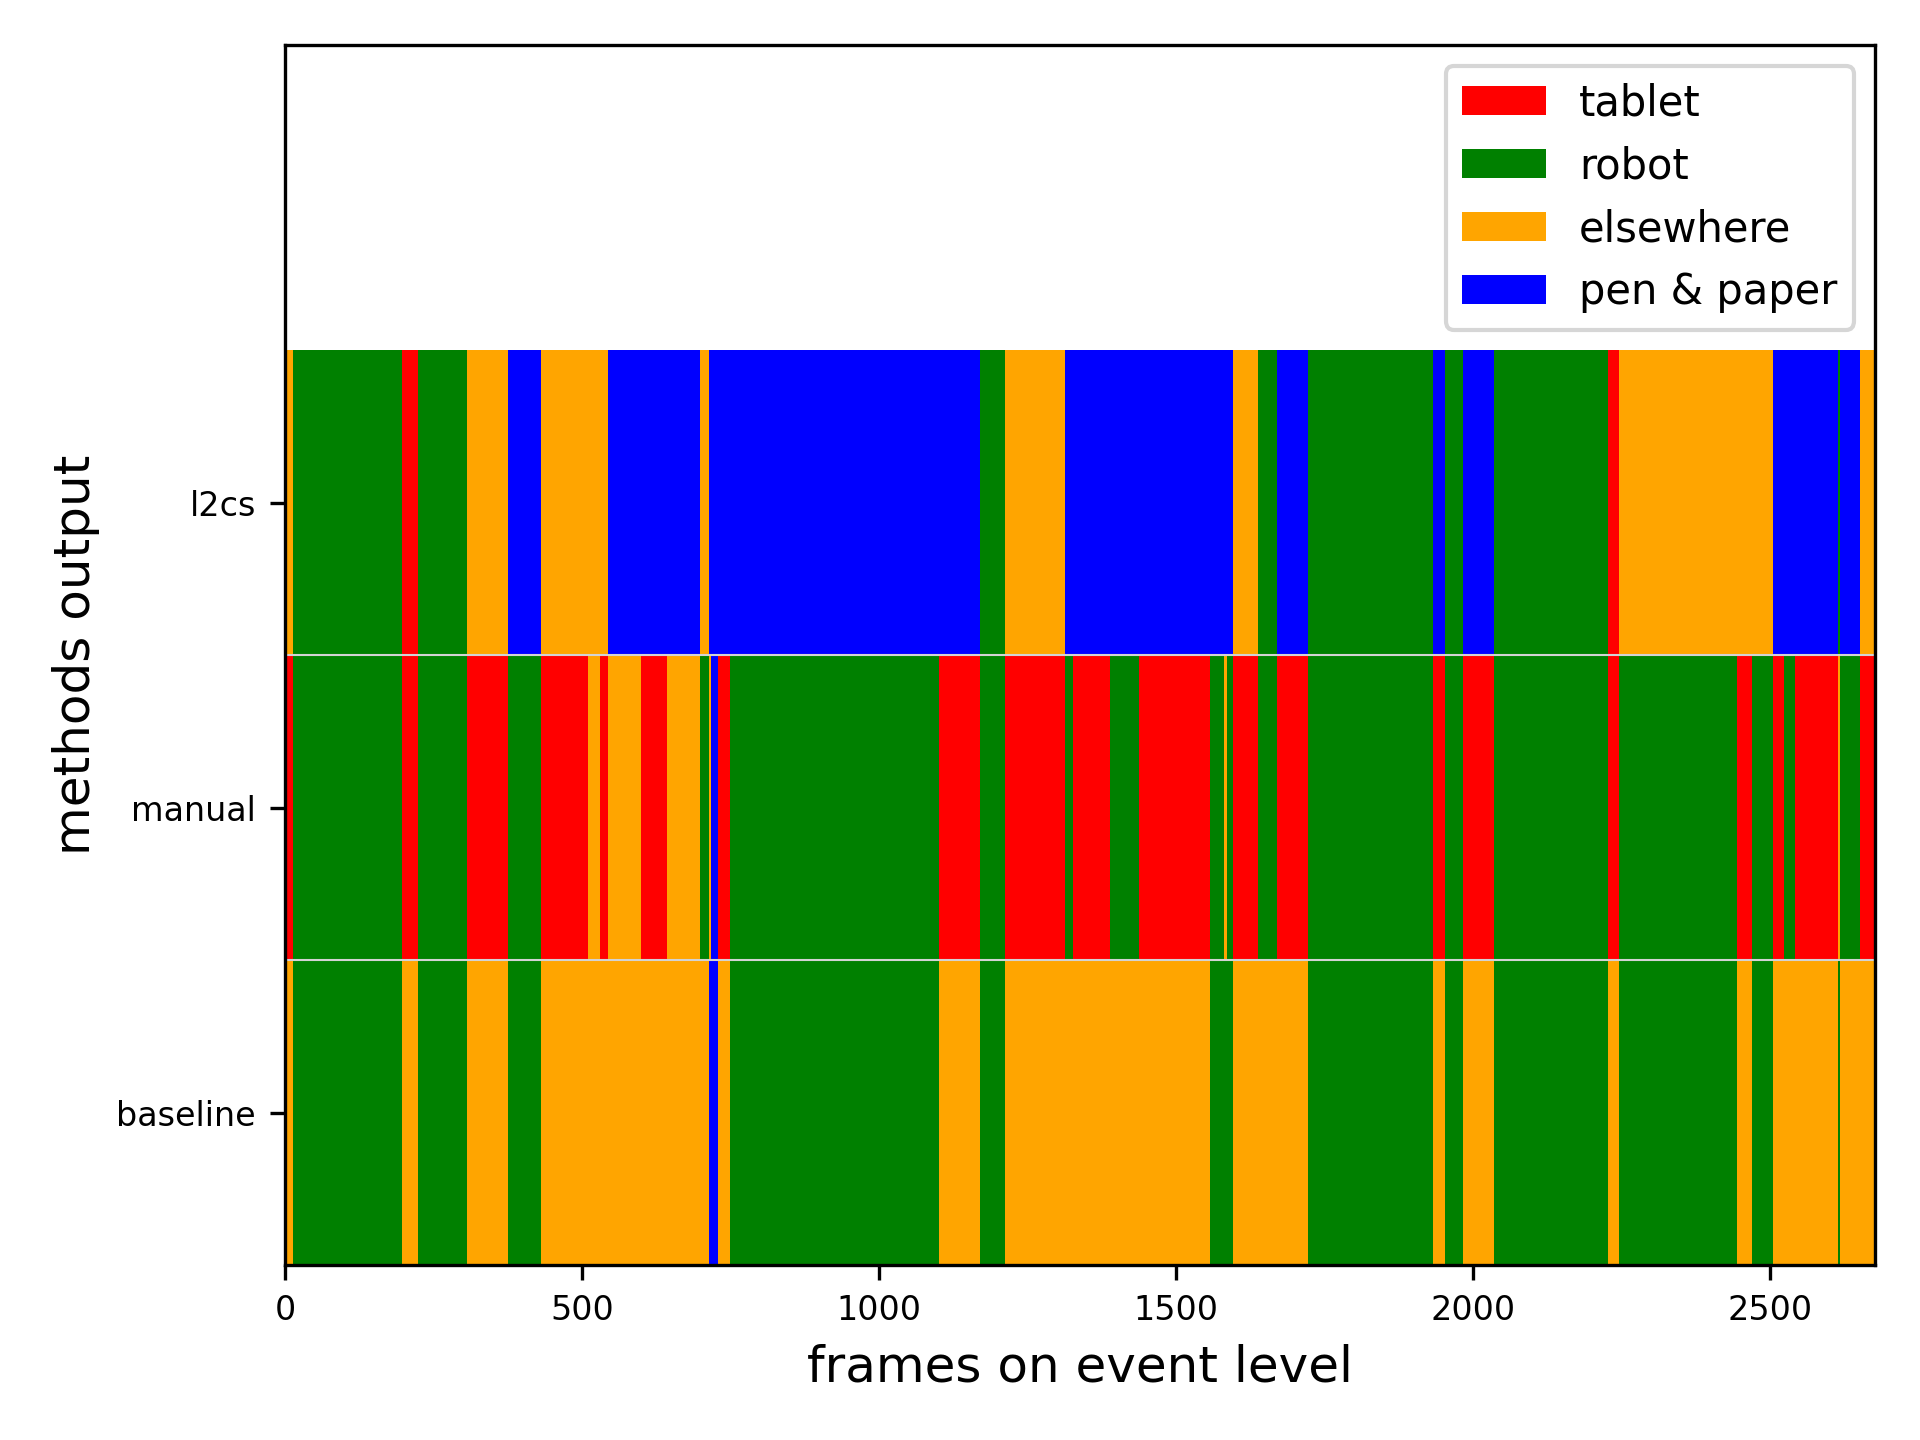 tablet
robot
elsewhere
pen & paper
methods output
l2cs
manual
baseline
0 500 1000 1500 2000 2500
frames on event level